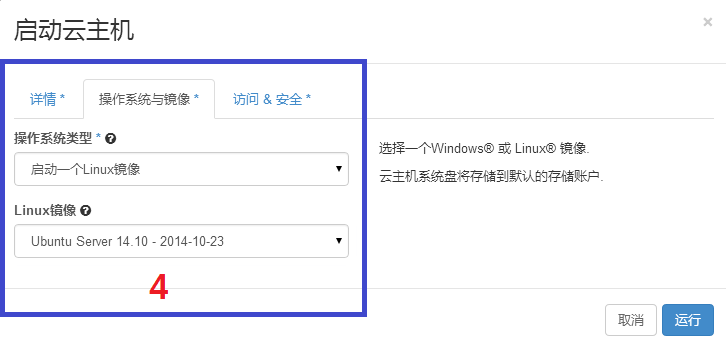 启动云主机
×
详情 * 操作系统与镜像 * 访问 & 安全 *
操作系统类型 *
启动一个Linux镜像
选择一个Windows® 或 Linux® 镜像.
云主机系统盘将存储到默认的存储账户.
Linux镜像
Ubuntu Server 14.10 - 2014-10-23
4
取消 运行